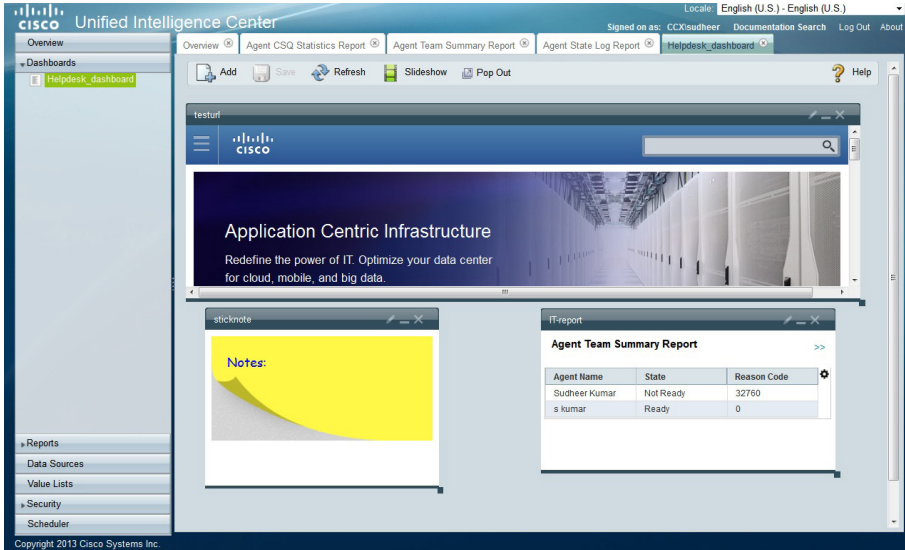 Locale: English (U.S.) - English (U.S.)
CISCO Unified Intelligence Center
Signed on as: CCX\sudheer Documentation Search Log Out About
Overview
Overview Agent CSQ Statistics Report Agent Team Summary Report Agent State Log Report Helpdesk_dashboard
Dashboards
Helpdesk_dashboard
Add Save Refresh Slideshow Pop Out Help
testurl
CISCO
Application Centric Infrastructure
Redefine the power of IT. Optimize your data center
for cloud, mobile, and big data.
sticknote
Notes:
IT-report
Agent Team Summary Report >>
Agent Name State Reason Code
Sudheer Kumar Not Ready 32760
s kumar Ready 0
Reports
Data Sources
Value Lists
Security
Scheduler
Copyright 2013 Cisco Systems Inc.